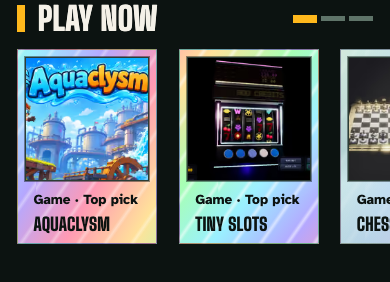 PLAY NOW
Aquaclysm
Game · Top pick
AQUACLYSM
Game · Top pick
TINY SLOTS
Game
CHES